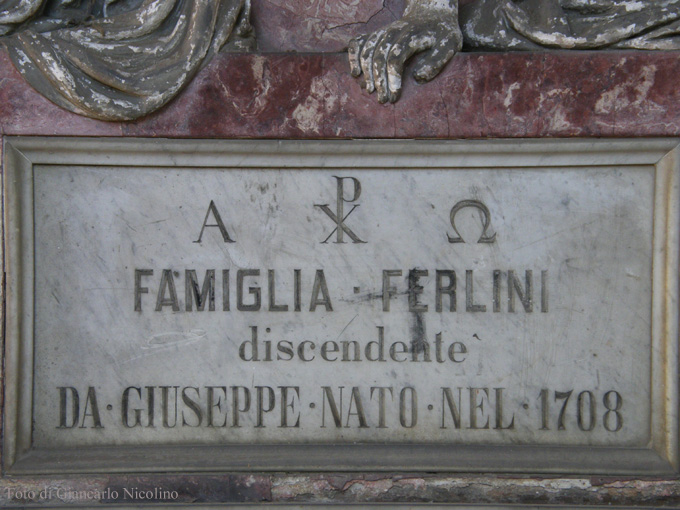 Α ☧ Ω
FAMIGLIA · FERLINI
discendente
DA · GIUSEPPE · NATO · NEL · 1708
Foto di Giancarlo Nicolino